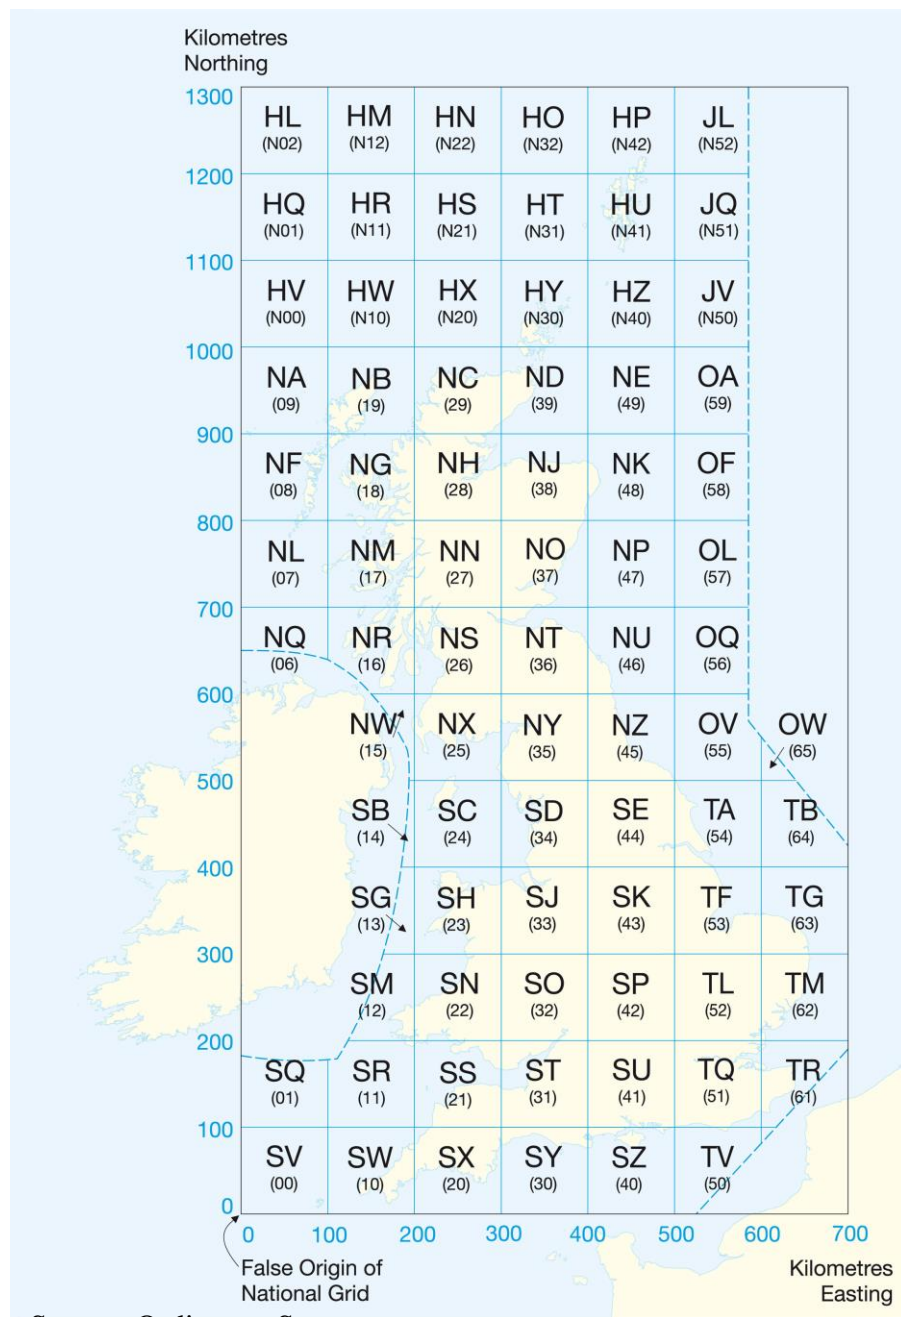 Kilometres
Northing
1300
HL HM HN HO HP JL
(N02) (N12) (N22) (N32) (N42) (N52)
1200
HQ HR HS HT HU JQ
(N01) (N11) (N21) (N31) (N41) (N51)
1100
HV HW HX HY HZ JV
(N00) (N10) (N20) (N30) (N40) (N50)
1000
NA NB NC ND NE OA
(09) (19) (29) (39) (49) (59)
900
NF NG NH NJ NK OF
(08) (18) (28) (38) (48) (58)
800
NL NM NN NO NP OL
(07) (17) (27) (37) (47) (57)
700
NQ NR NS NT NU OQ
(06) (16) (26) (36) (46) (56)
600
NW NX NY NZ OV OW
(15) (25) (35) (45) (55) (65)
500
SB SC SD SE TA TB
(14) (24) (34) (44) (54) (64)
400
SG SH SJ SK TF TG
(13) (23) (33) (43) (53) (63)
300
SM SN SO SP TL TM
(12) (22) (32) (42) (52) (62)
200
SQ SR SS ST SU TQ TR
(01) (11) (21) (31) (41) (51) (61)
100
SV SW SX SY SZ TV
(00) (10) (20) (30) (40) (50)
0
0 100 200 300 400 500 600 700
False Origin of
National Grid
Kilometres
Easting